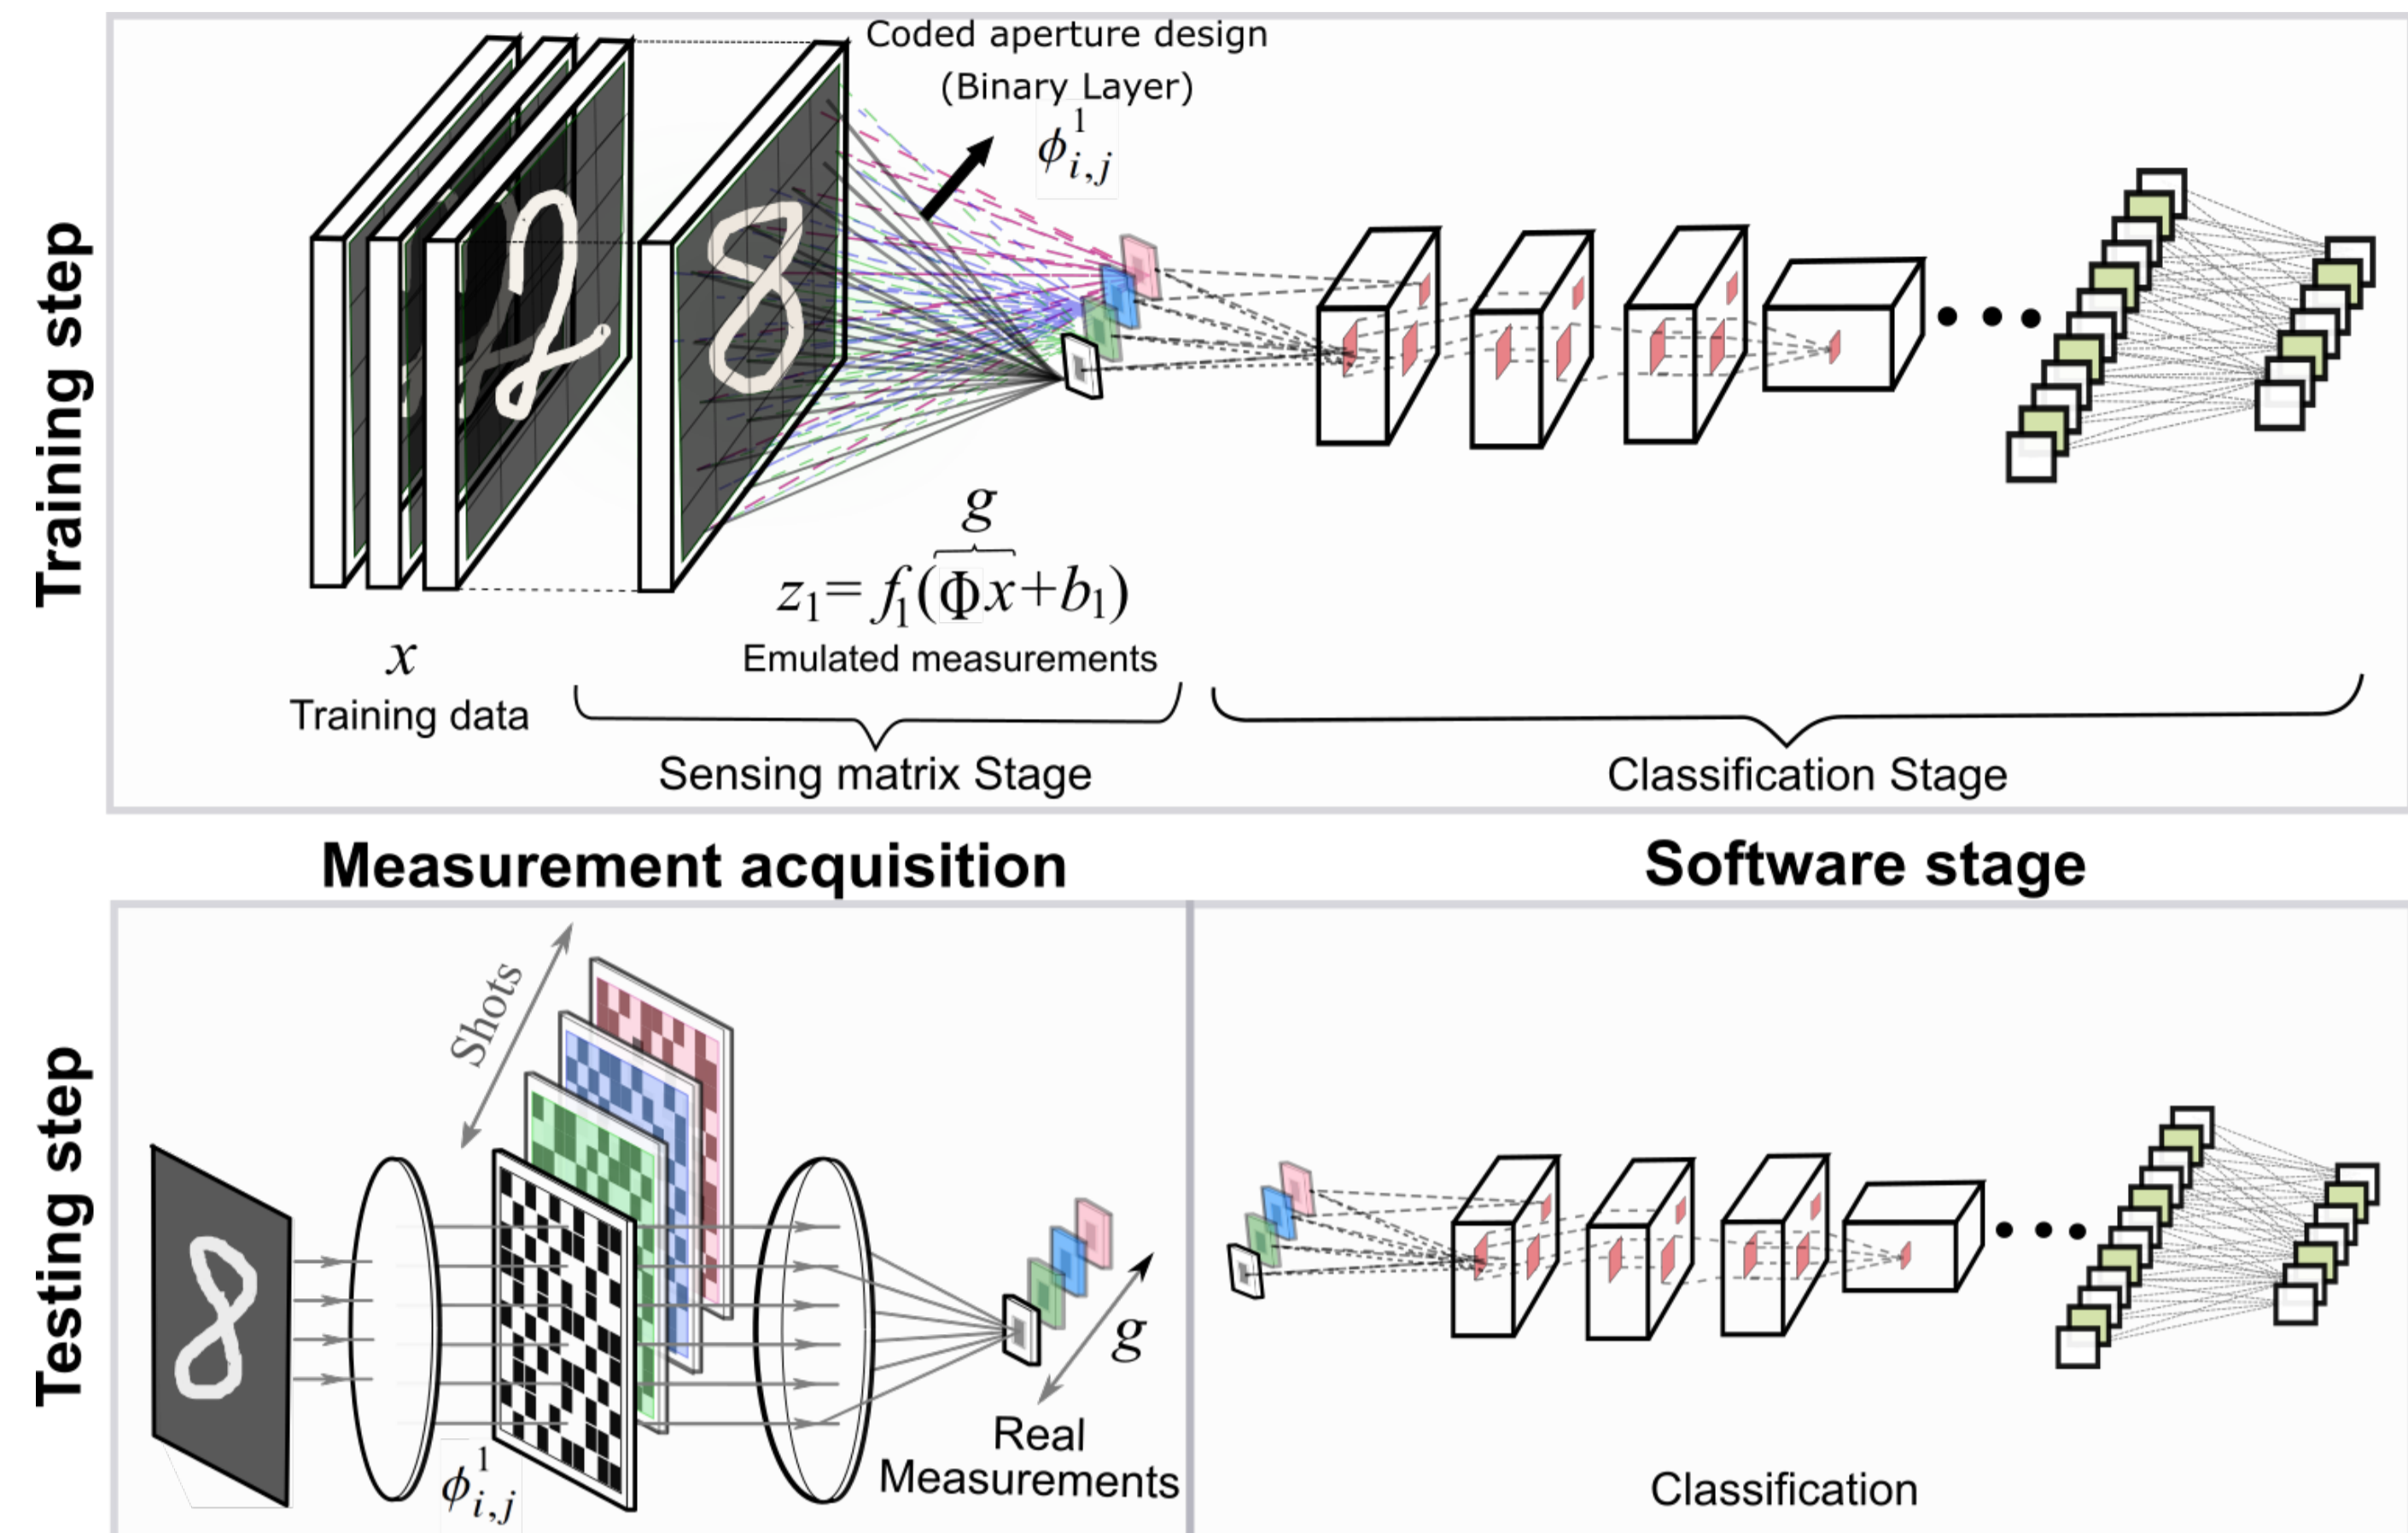 Training step
Coded aperture design
(Binary Layer)
ϕ¹ᵢ,ⱼ
g
z₁= f₁(Φx+b₁)
Emulated measurements
x
Training data
Sensing matrix Stage
Classification Stage
Measurement acquisition
Software stage
Testing step
Shots
ϕ¹ᵢ,ⱼ
g
Real
Measurements
Classification